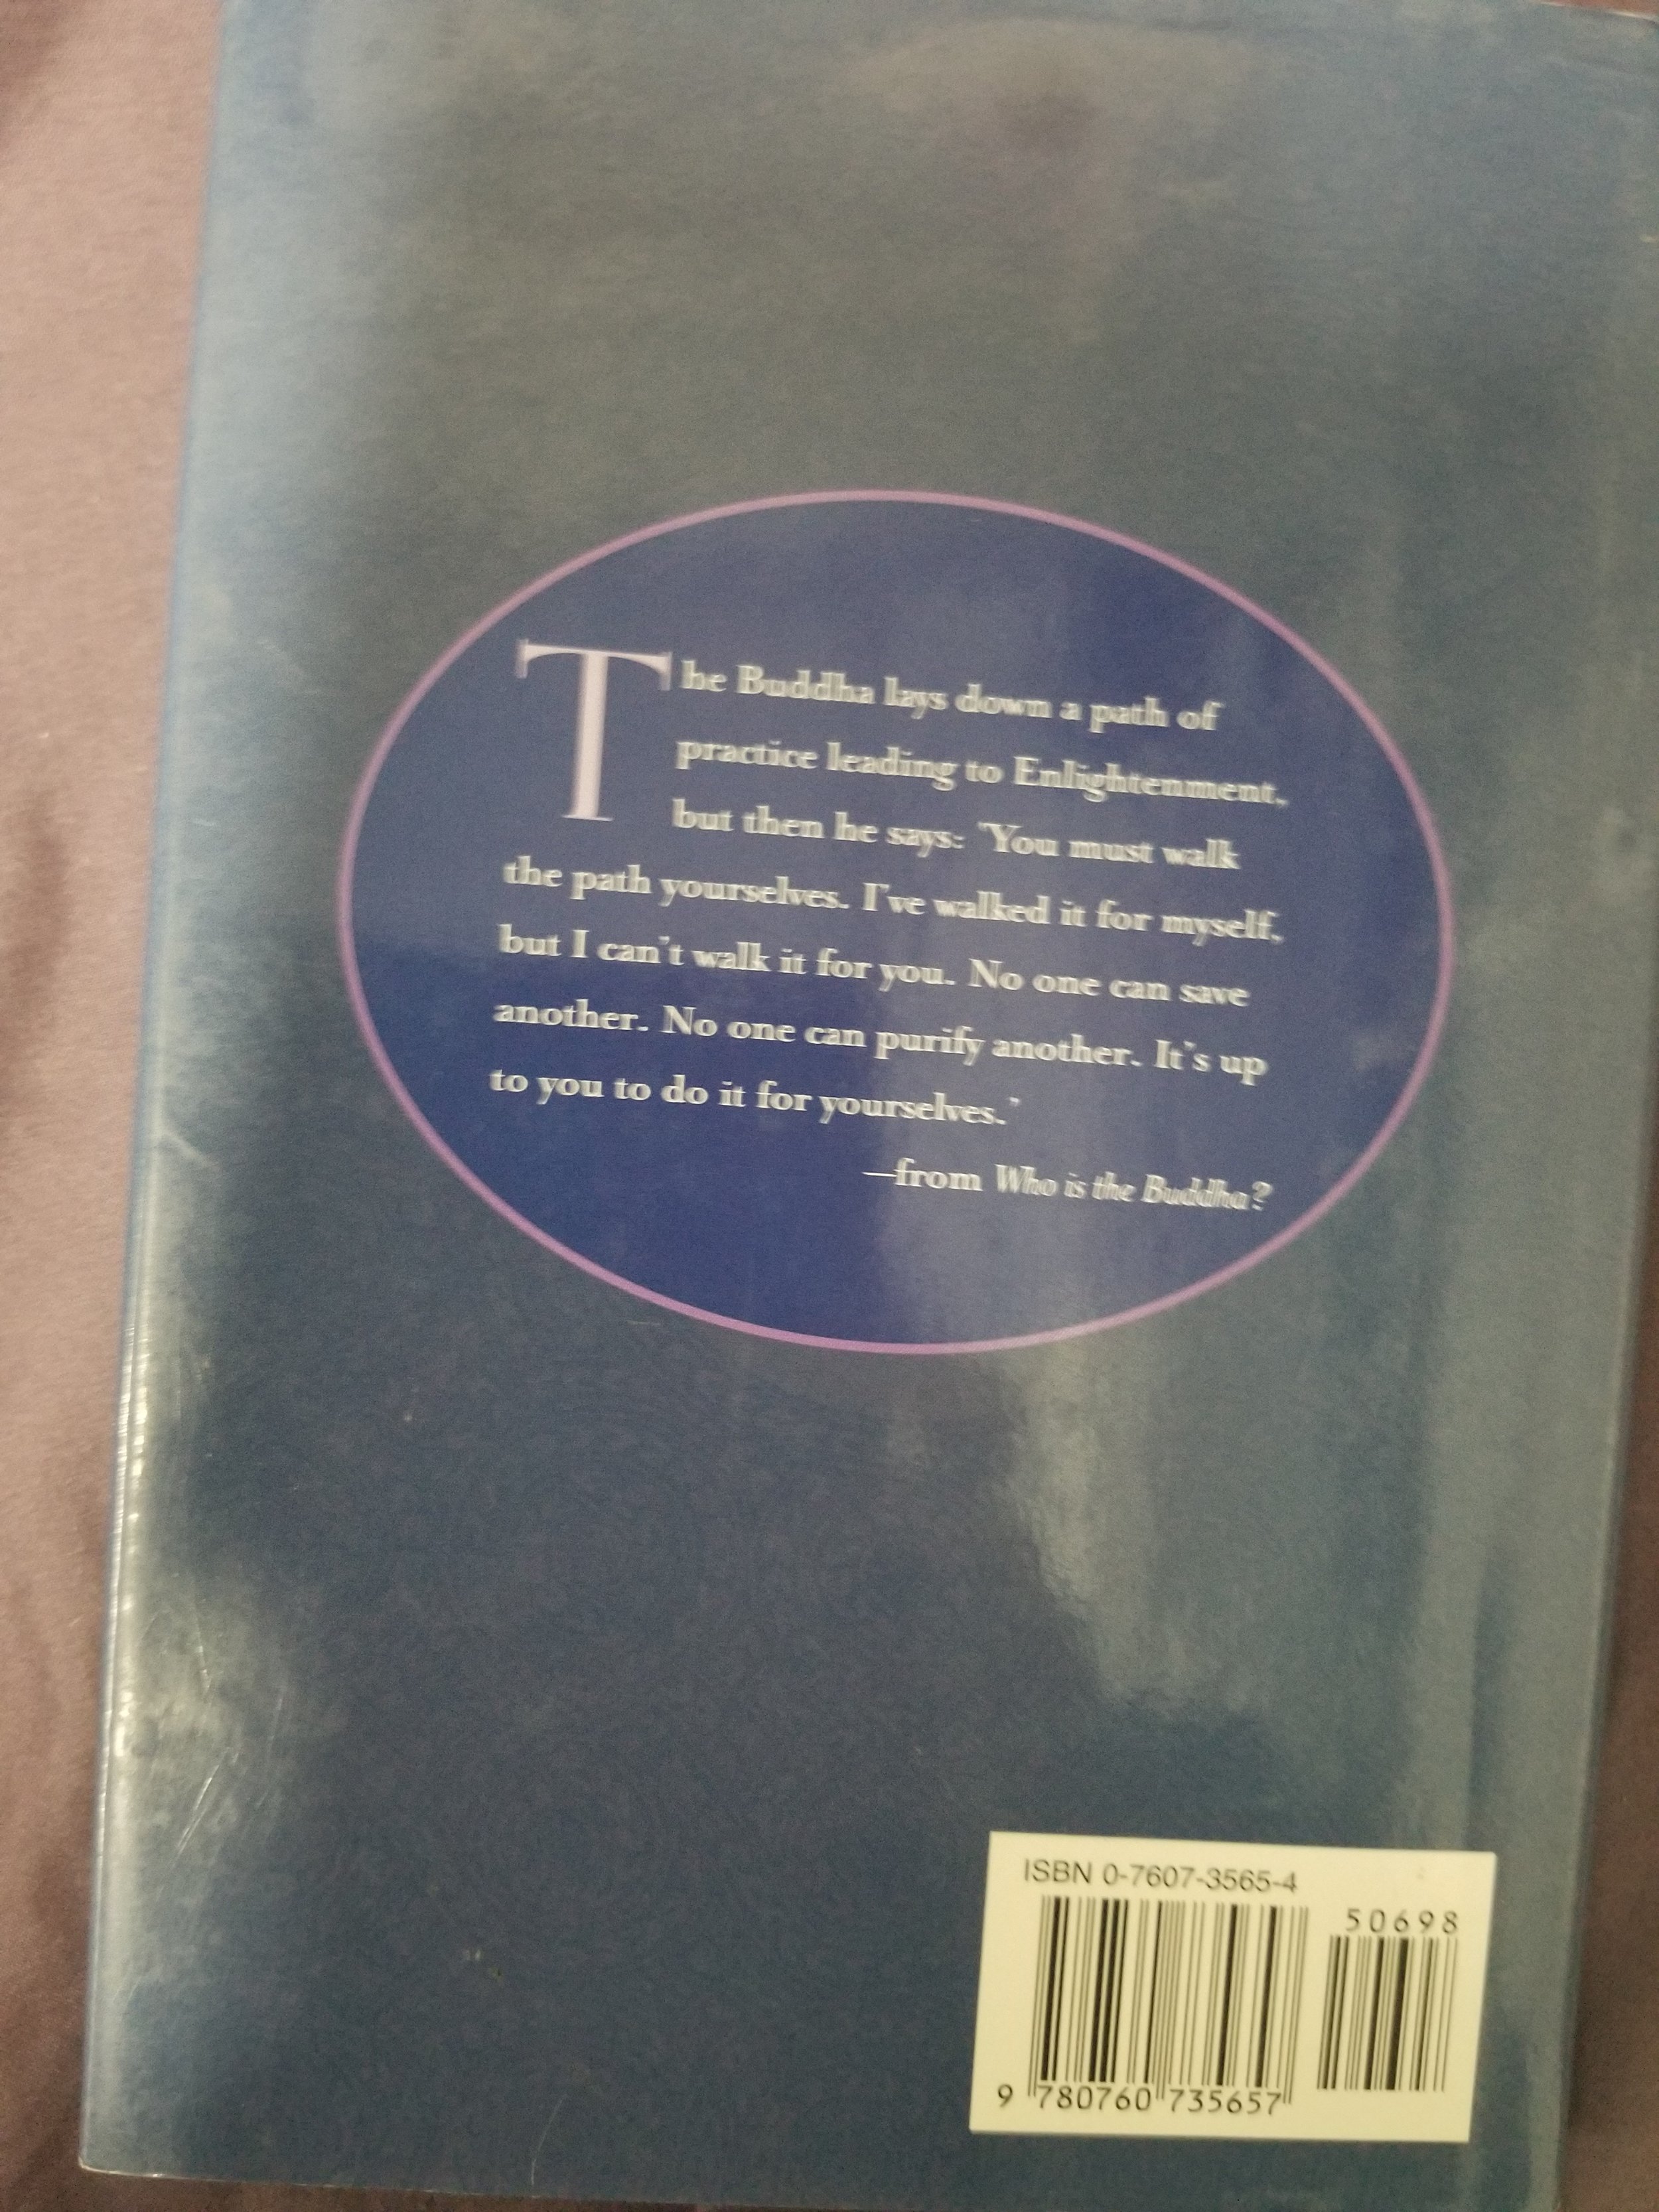 The Buddha lays down a path of
practice leading to Enlightenment,
but then he says: 'You must walk
the path yourselves. I've walked it for myself,
but I can't walk it for you. No one can save
another. No one can purify another. It's up
to you to do it for yourselves.'
—from Who is the Buddha?
ISBN 0-7607-3565-4
50698
9 780760 735657